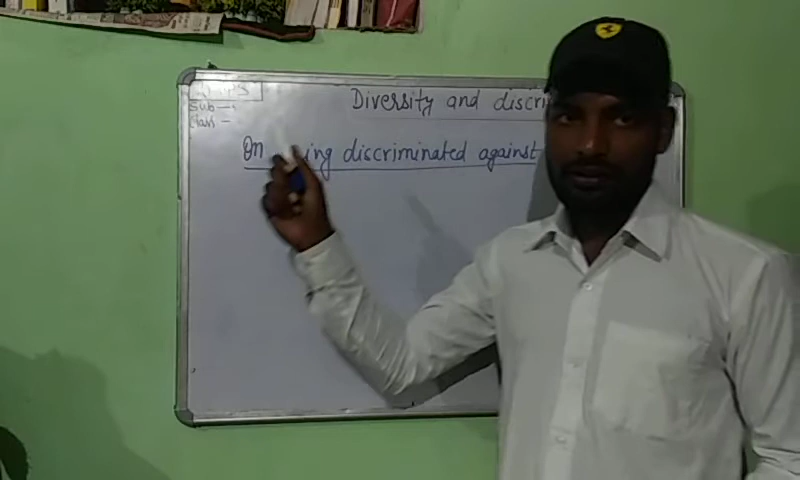 Diversity and discri
Sub -
Class -
On ing discriminated against